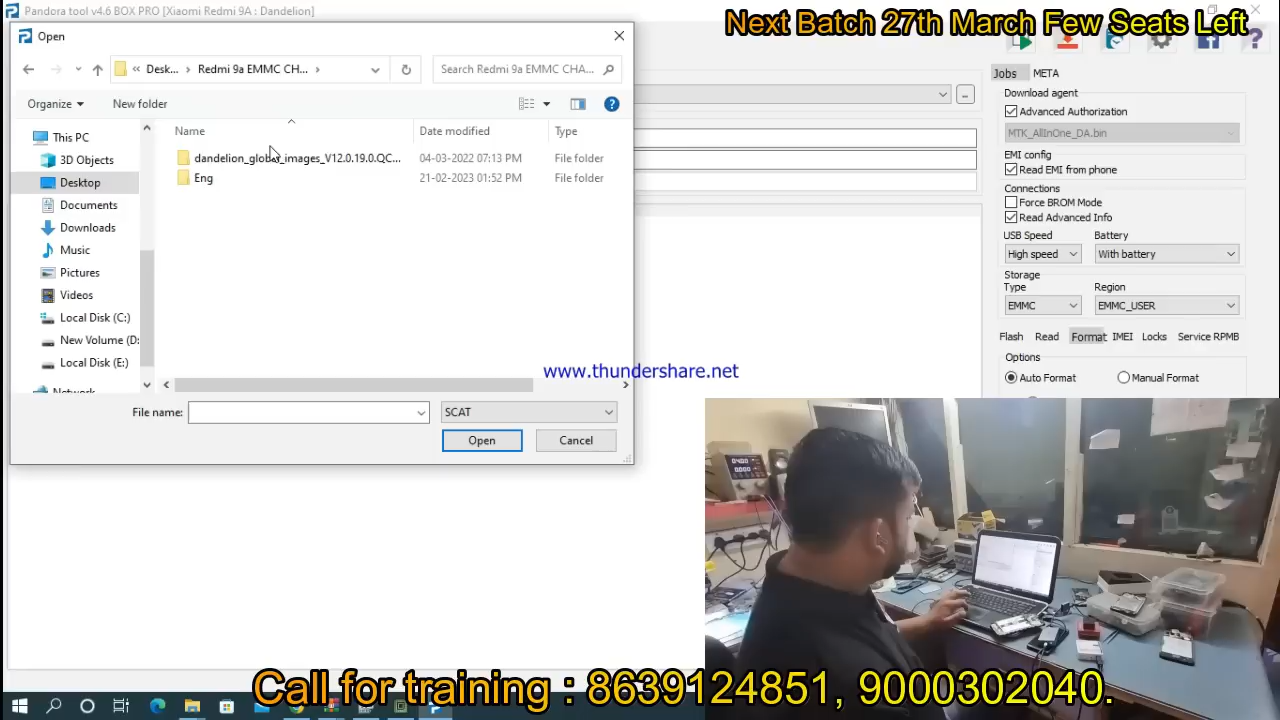 Pandora tool v4.6 BOX PRO [Xiaomi Redmi 9A : Dandelion]
Next Batch 27th March Few Seats Left
Open
Desk...
Redmi 9a EMMC CH...
Search Redmi 9a EMMC CHA...
Organize
New folder
Name
Date modified
Type
dandelion_global_images_V12.0.19.0.QC...
04-03-2022 07:13 PM
File folder
Eng
21-02-2023 01:52 PM
File folder
This PC
3D Objects
Desktop
Documents
Downloads
Music
Pictures
Videos
Local Disk (C:)
New Volume (D:
Local Disk (E:)
Network
File name:
SCAT
Open
Cancel
www.thundershare.net
Jobs
META
Download agent
Advanced Authorization
MTK_AllInOne_DA.bin
EMI config
Read EMI from phone
Connections
Force BROM Mode
Read Advanced Info
USB Speed
Battery
High speed
With battery
Storage
Type
Region
EMMC
EMMC_USER
Flash
Read
Format
IMEI
Locks
Service RPMB
Options
Auto Format
Manual Format
Call for training : 8639124851, 9000302040.